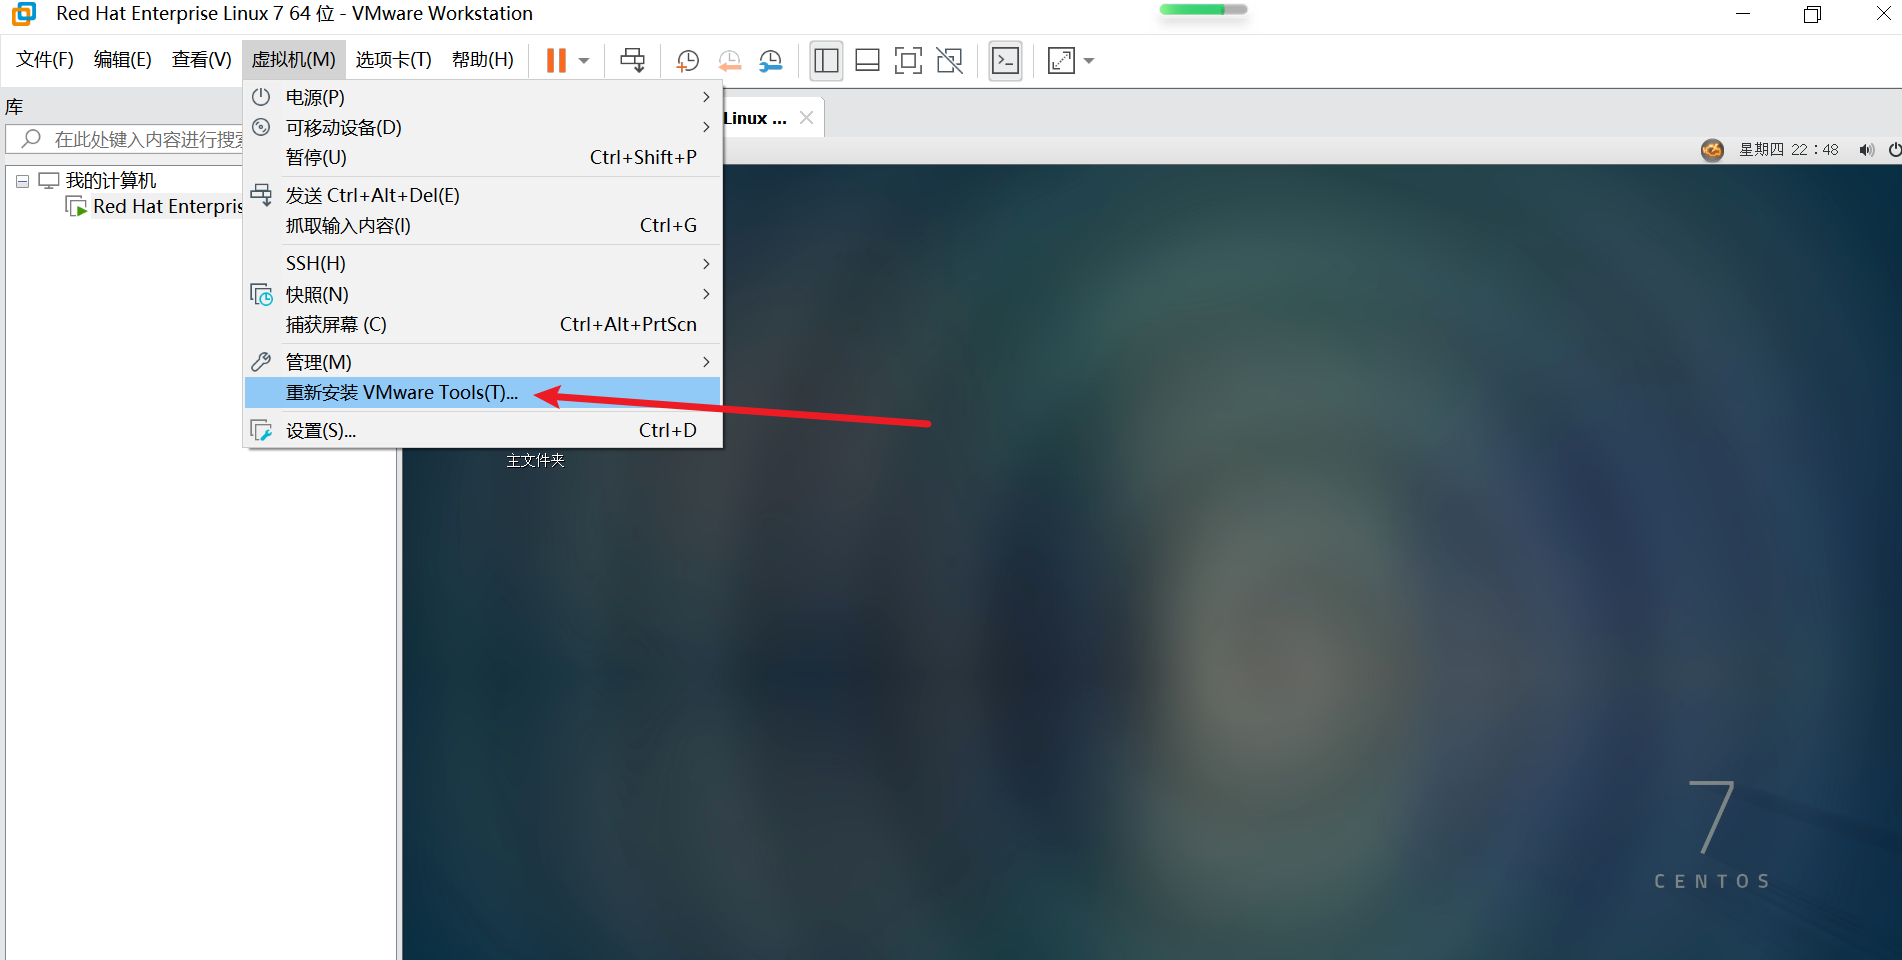 Red Hat Enterprise Linux 7 64 位 - VMware Workstation
文件(F) 编辑(E) 查看(V) 虚拟机(M) 选项卡(T) 帮助(H)
库
在此处键入内容进行搜索
我的计算机
Red Hat Enterpris
电源(P)
可移动设备(D)
暂停(U) Ctrl+Shift+P
发送 Ctrl+Alt+Del(E)
抓取输入内容(I) Ctrl+G
SSH(H)
快照(N)
捕获屏幕 (C) Ctrl+Alt+PrtScn
管理(M)
重新安装 VMware Tools(T)...
设置(S)... Ctrl+D
Linux ...
星期四 22：48
主文件夹
7
CENTOS